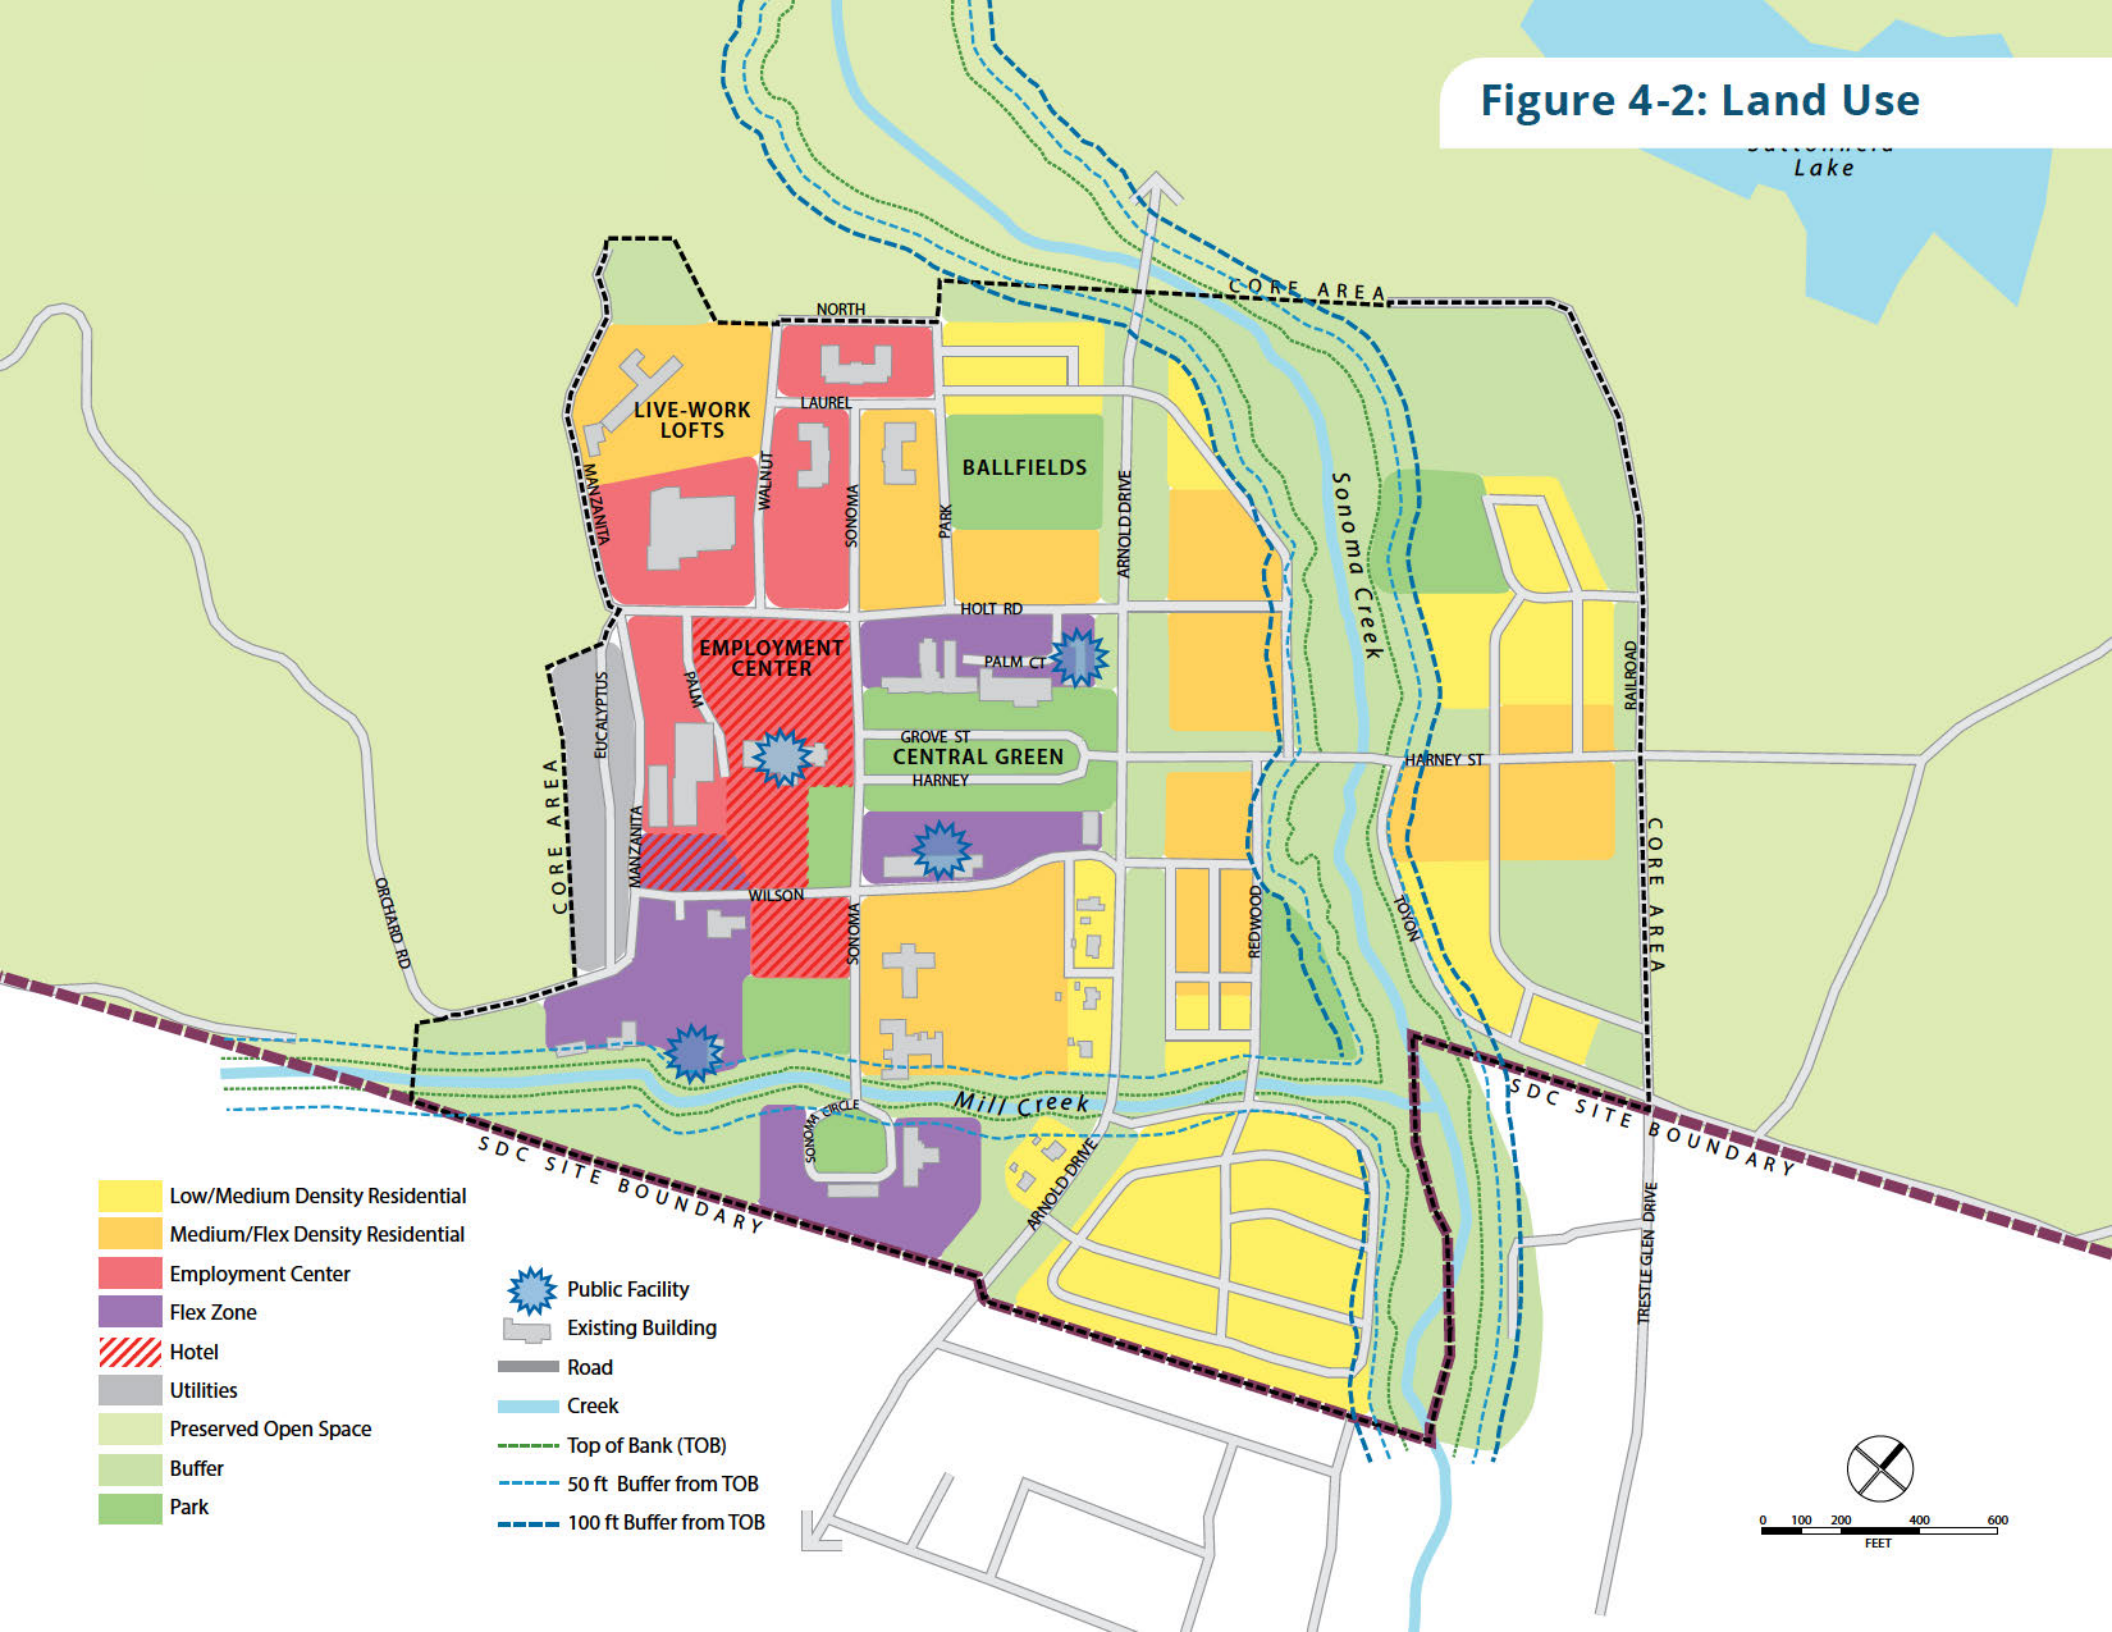 Figure 4-2: Land Use
Lake
CORE AREA
NORTH
LAUREL
LIVE-WORK
LOFTS
BALLFIELDS
MANZANITA
WALNUT
SONOMA
PARK
ARNOLD DRIVE
Sonoma Creek
HOLT RD
EMPLOYMENT
CENTER
PALM CT
PALM
EUCALYPTUS
RAILROAD
GROVE ST
CENTRAL GREEN
HARNEY
HARNEY ST
CORE AREA
MANZANITA
CORE AREA
ORCHARD RD
WILSON
SONOMA
REDWOOD
TOYON
Mill Creek
SONOMA CIRCLE
ARNOLD DRIVE
SDC SITE BOUNDARY
SDC SITE BOUNDARY
TRESTLE GLEN DRIVE
Low/Medium Density Residential
Medium/Flex Density Residential
Employment Center
Flex Zone
Hotel
Utilities
Preserved Open Space
Buffer
Park
Public Facility
Existing Building
Road
Creek
Top of Bank (TOB)
50 ft Buffer from TOB
100 ft Buffer from TOB
0 100 200 400 600
FEET